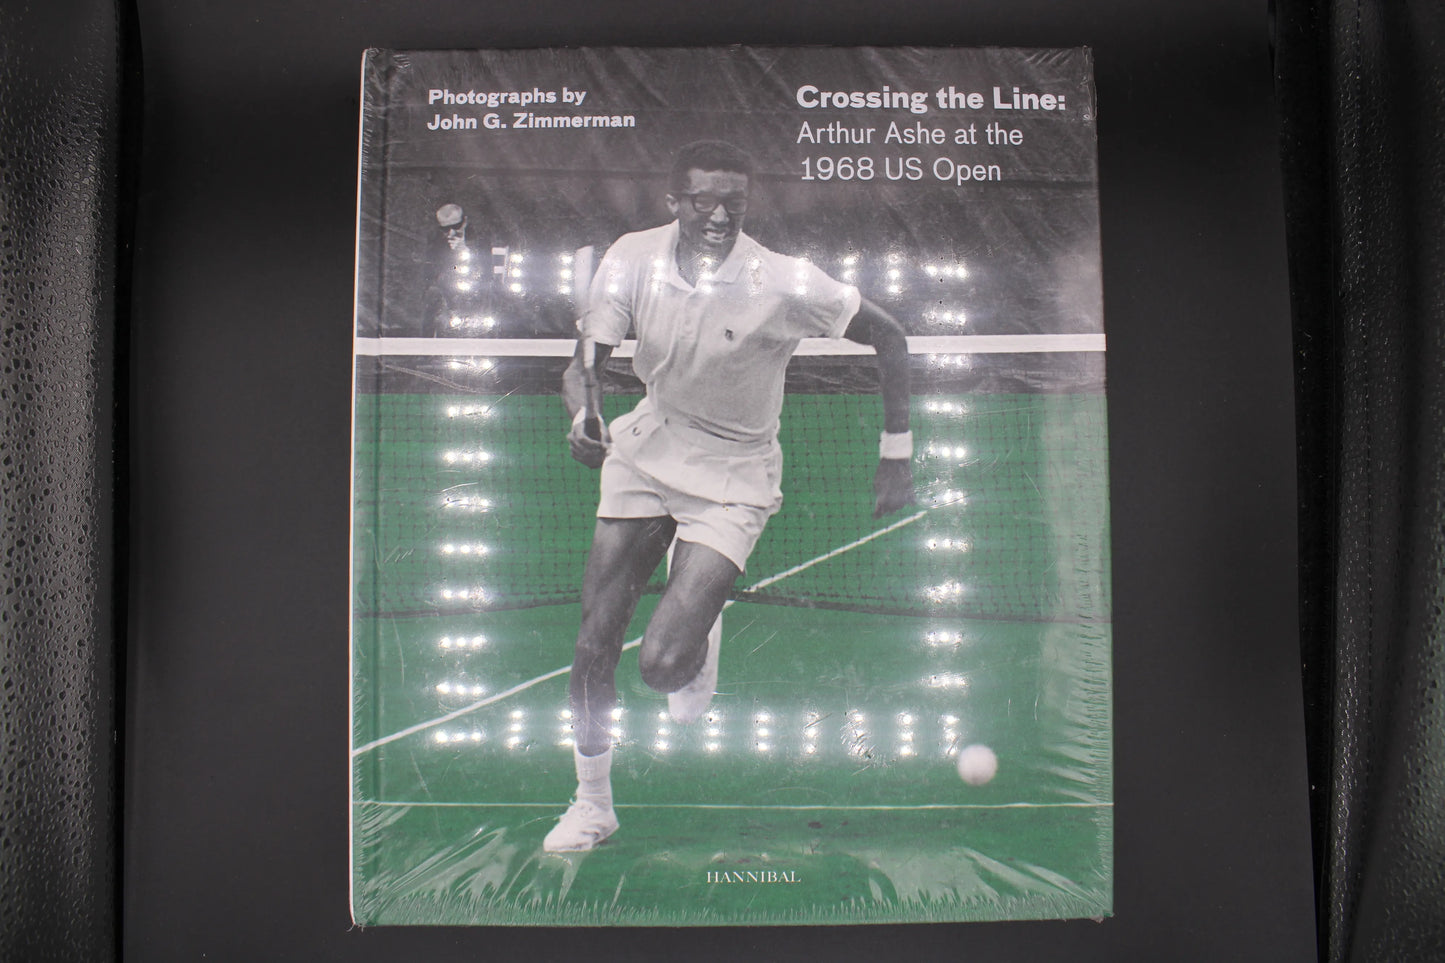 Photographs by
John G. Zimmerman
Crossing the Line:
Arthur Ashe at the
1968 US Open
HANNIBAL